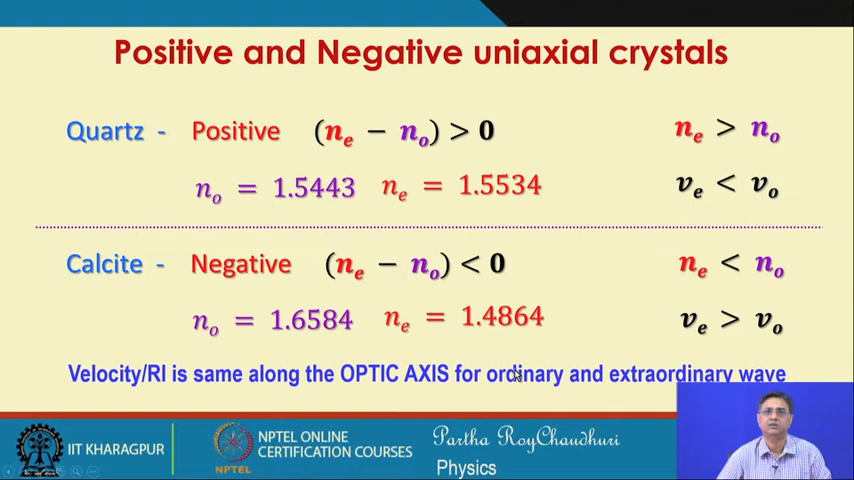 Positive and Negative uniaxial crystals
Quartz - Positive (nₑ − nₒ) > 0 nₑ > nₒ
nₒ = 1.5443 nₑ = 1.5534 vₑ < vₒ
Calcite - Negative (nₑ − nₒ) < 0 nₑ < nₒ
nₒ = 1.6584 nₑ = 1.4864 vₑ > vₒ
Velocity/RI is same along the OPTIC AXIS for ordinary and extraordinary wave
IIT KHARAGPUR
NPTEL
NPTEL ONLINE
CERTIFICATION COURSES
Partha RoyChaudhuri
Physics